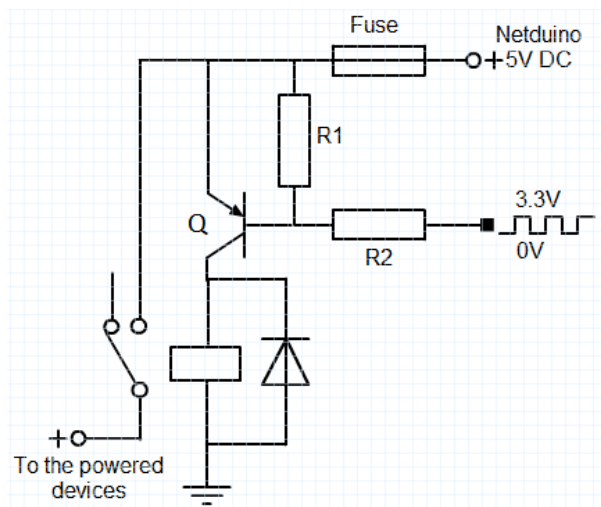 Fuse
Netduino
+5V DC
R1
Q
3.3V
0V
R2
+
To the powered
devices